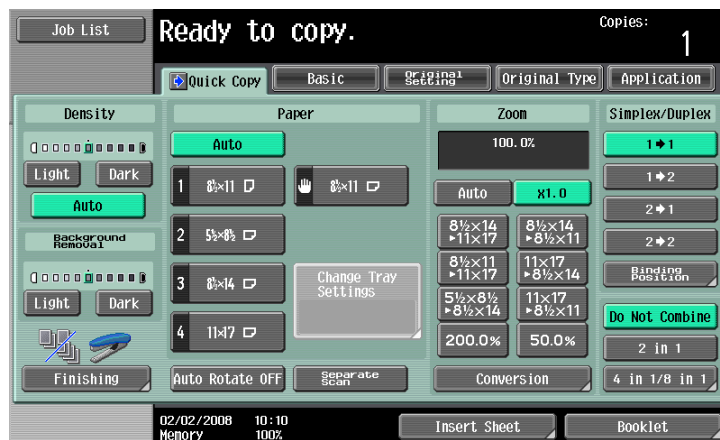 Job List
Ready to copy.
Copies:
1
Quick Copy
Basic
Original
Setting
Original Type
Application
Density
Light
Dark
Auto
Background
Removal
Light
Dark
Finishing
Paper
Auto
1 8½×11
8½×11
2 5½×8½
3 8½×14
4 11×17
Change Tray
Settings
Auto Rotate OFF
Separate
Scan
Zoom
100.0%
Auto
x1.0
8½×14
▸11×17
8½×14
▸8½×11
8½×11
▸11×17
11×17
▸8½×14
5½×8½
▸8½×14
11×17
▸8½×11
200.0%
50.0%
Conversion
Simplex/Duplex
1➔1
1➔2
2➔1
2➔2
Binding
Position
Do Not Combine
2 in 1
4 in 1/8 in 1
02/02/2008 10:10
Memory 100%
Insert Sheet
Booklet